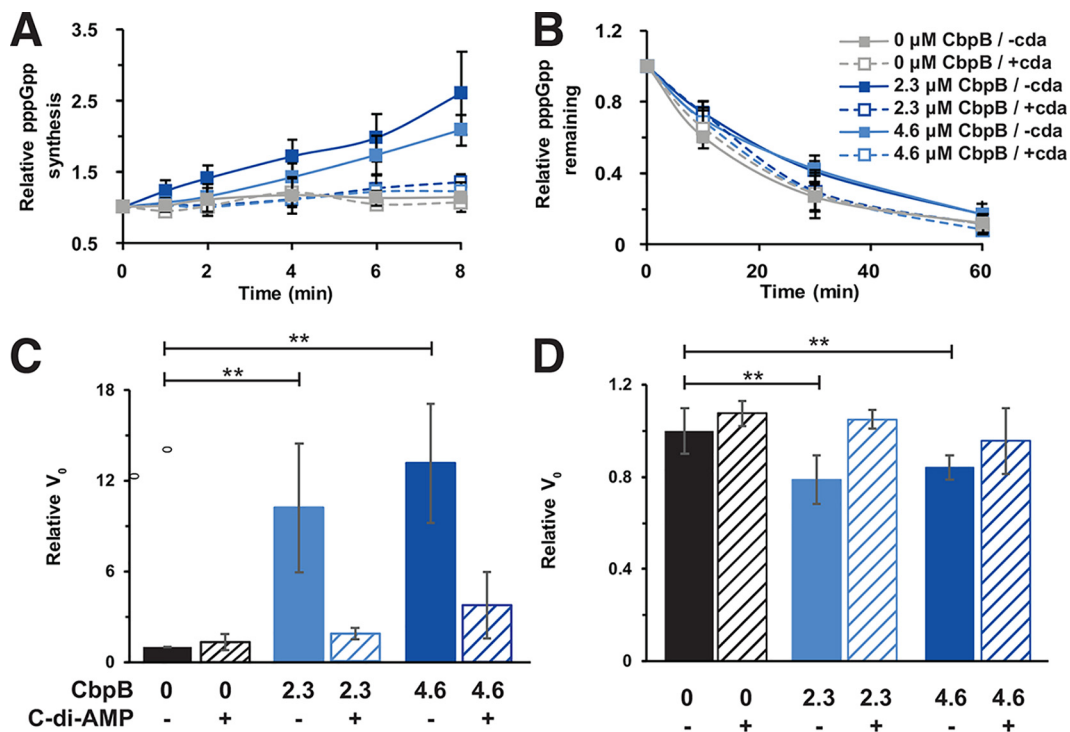 A
Relative pppGpp
synthesis
3.5
2.5
1.5
0.5
0
2
4
6
8
Time (min)
B
Relative pppGpp
remaining
1.2
0.8
0.4
0
0
20
40
60
Time (min)
0 µM CbpB / -cda
0 µM CbpB / +cda
2.3 µM CbpB / -cda
2.3 µM CbpB / +cda
4.6 µM CbpB / -cda
4.6 µM CbpB / +cda
C
**
**
Relative V0
18
12
6
0
CbpB 0 0 2.3 2.3 4.6 4.6
C-di-AMP - + - + - +
D
**
**
Relative V0
1.2
0.8
0.4
0
0 0 2.3 2.3 4.6 4.6
- + - + - +